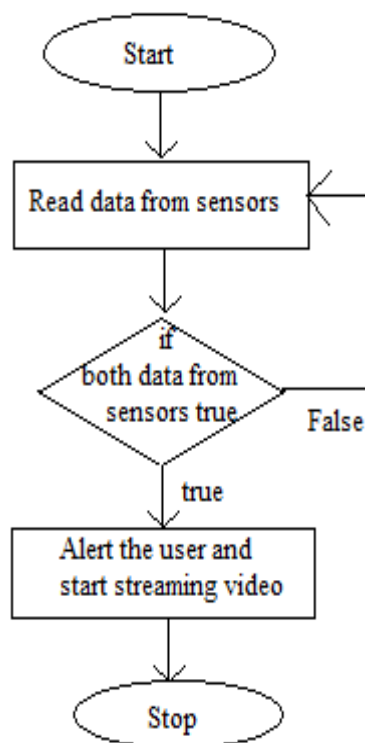 Start
Read data from sensors
if
both data from
sensors true
False
true
Alert the user and
start streaming video
Stop